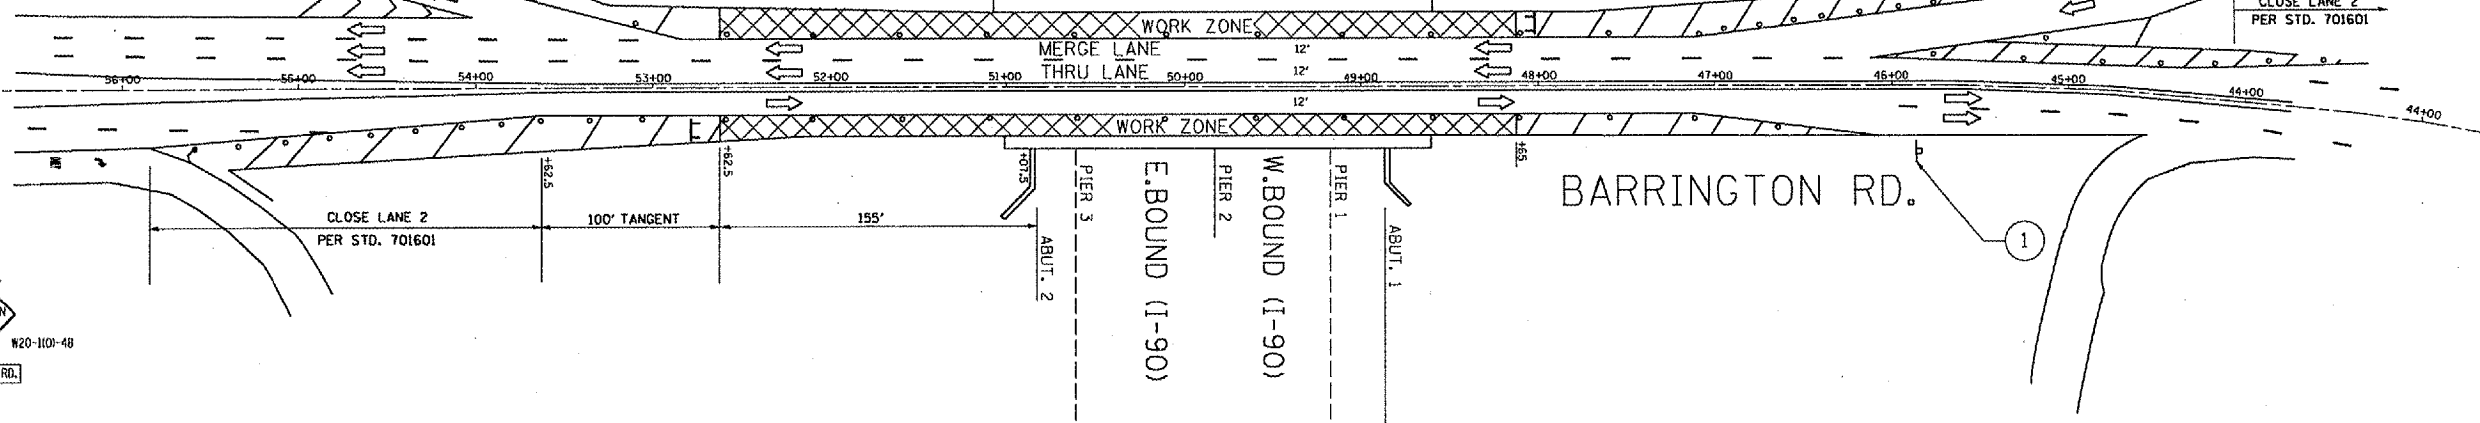 CLOSE LANE 2
PER STD. 701601
WORK ZONE
MERGE LANE 12'
THRU LANE 12'
56+00 55+00 54+00 53+00 52+00 51+00 50+00 49+00 48+00 47+00 46+00 45+00 44+00
44+00
12'
WORK ZONE
+62.5
+62.5
+07.5
+65
PIER 3
E.BOUND (I-90)
PIER 2
W.BOUND (I-90)
PIER 1
BARRINGTON RD.
CLOSE LANE 2
PER STD. 701601
100' TANGENT
155'
ABUT. 2
ABUT. 1
1
N
W20-1(O)-48
RD.